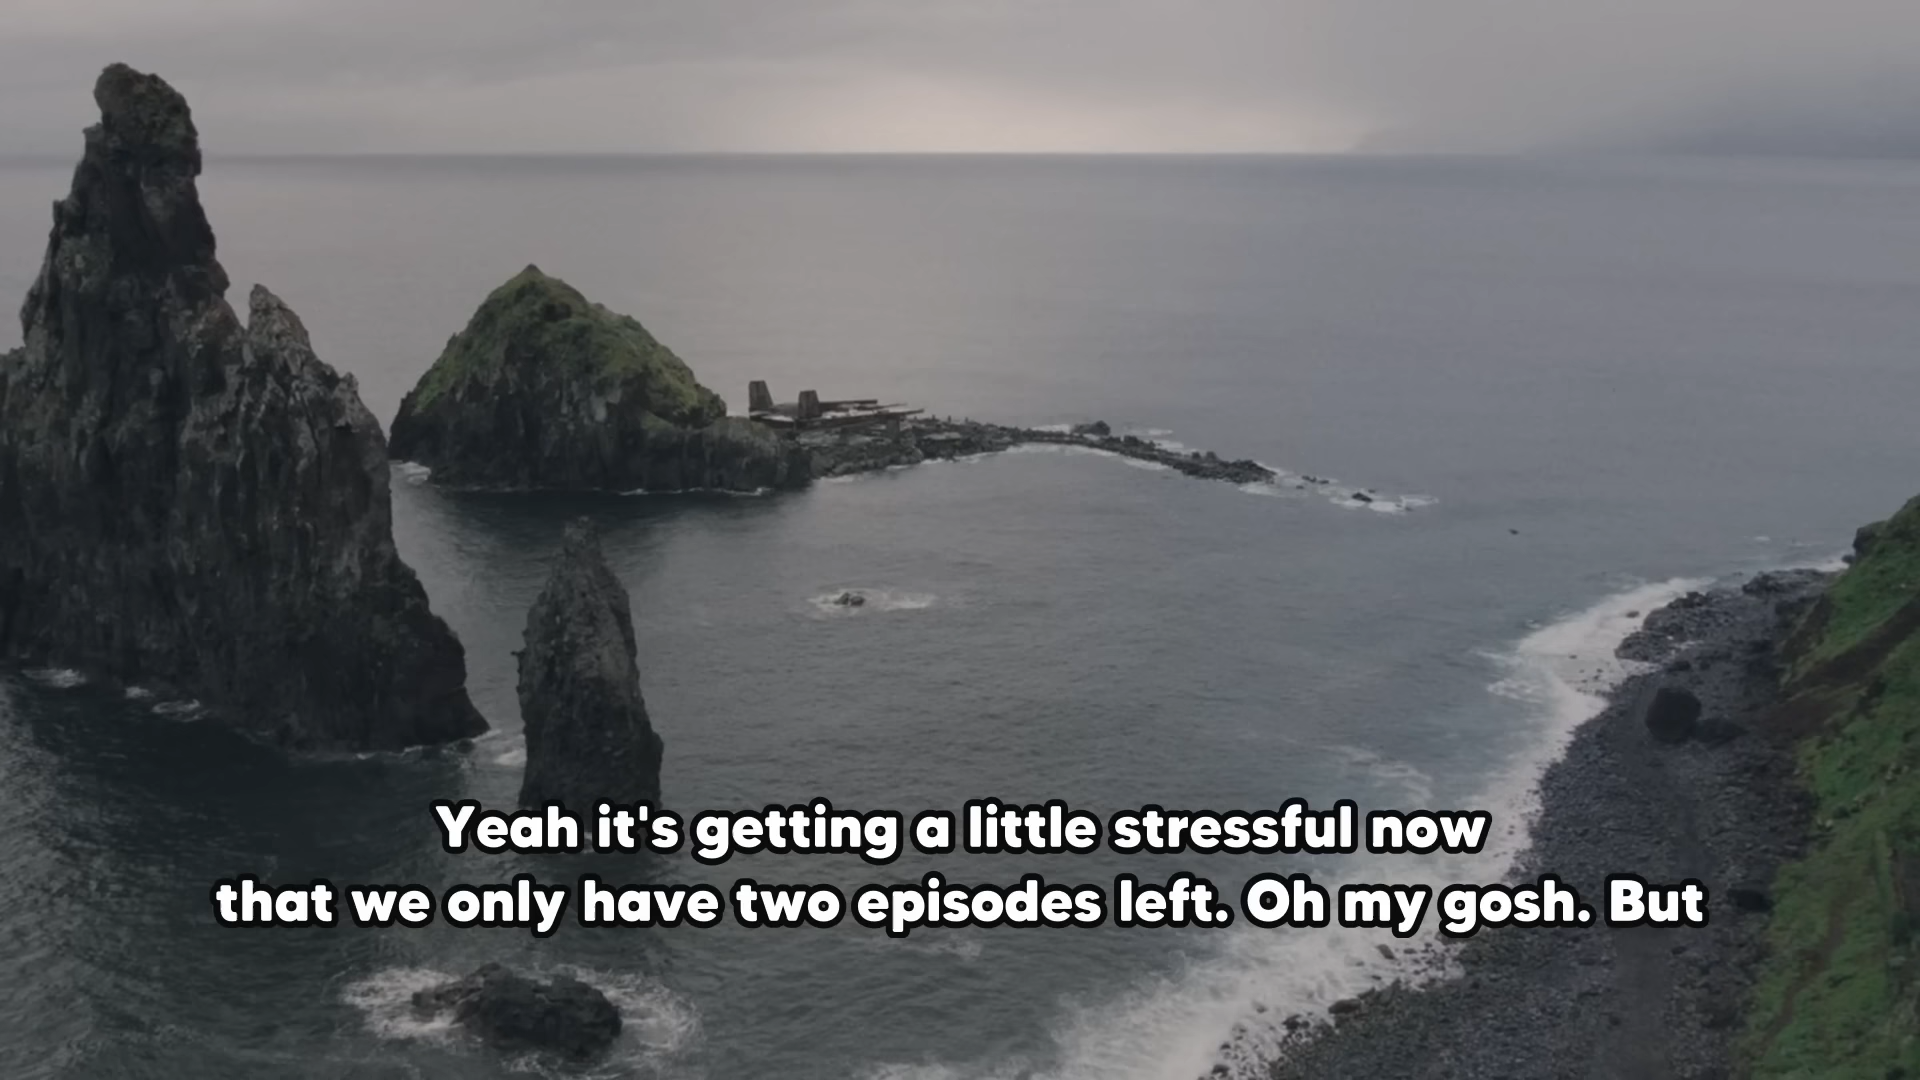 Yeah it's getting a little stressful now
that we only have two episodes left. Oh my gosh. But